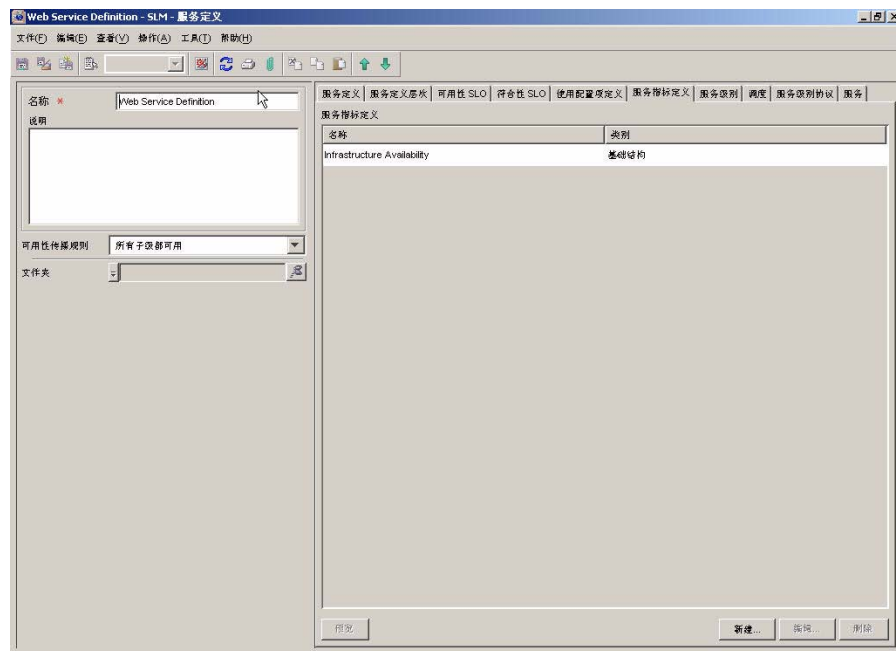 Web Service Definition - SLM - 服务定义
文件(F) 编辑(E) 查看(V) 操作(A) 工具(T) 帮助(H)
名称 *
Web Service Definition
说明
可用性传播规则
所有子级都可用
文件夹
服务定义 服务定义层次 可用性 SLO 符合性 SLO 使用配置项定义 服务指标定义 服务级别 调度 服务级别协议 服务
服务指标定义
名称 类别
Infrastructure Availability 基础结构
预览 新建... 编辑... 删除